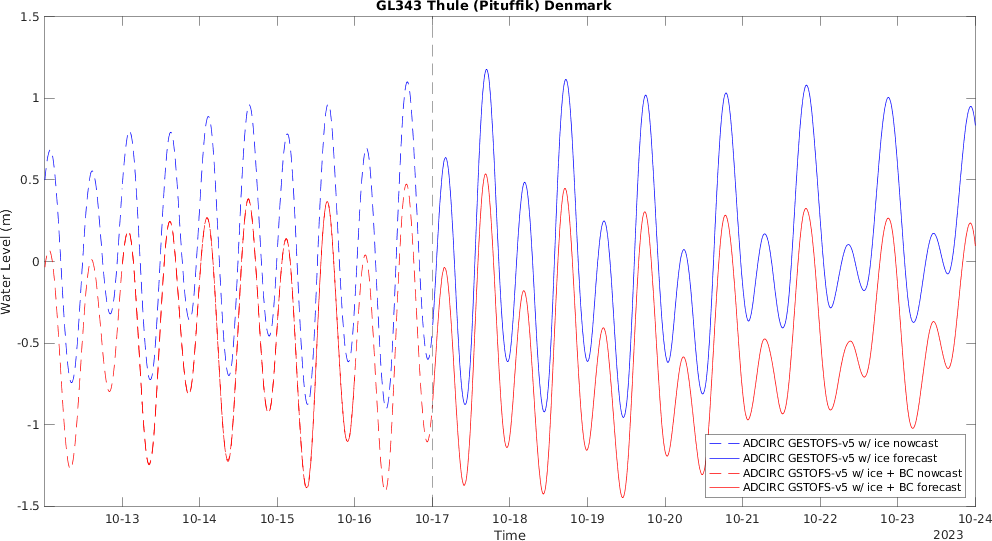 GL343 Thule (Pituffik) Denmark
1.5
1
0.5
0
-0.5
-1
-1.5
Water Level (m)
ADCIRC GESTOFS-v5 w/ ice nowcast
ADCIRC GESTOFS-v5 w/ ice forecast
ADCIRC GSTOFS-v5 w/ ice + BC nowcast
ADCIRC GSTOFS-v5 w/ ice + BC forecast
10-13 10-14 10-15 10-16 10-17 10-18 10-19 10-20 10-21 10-22 10-23 10-24
Time
2023